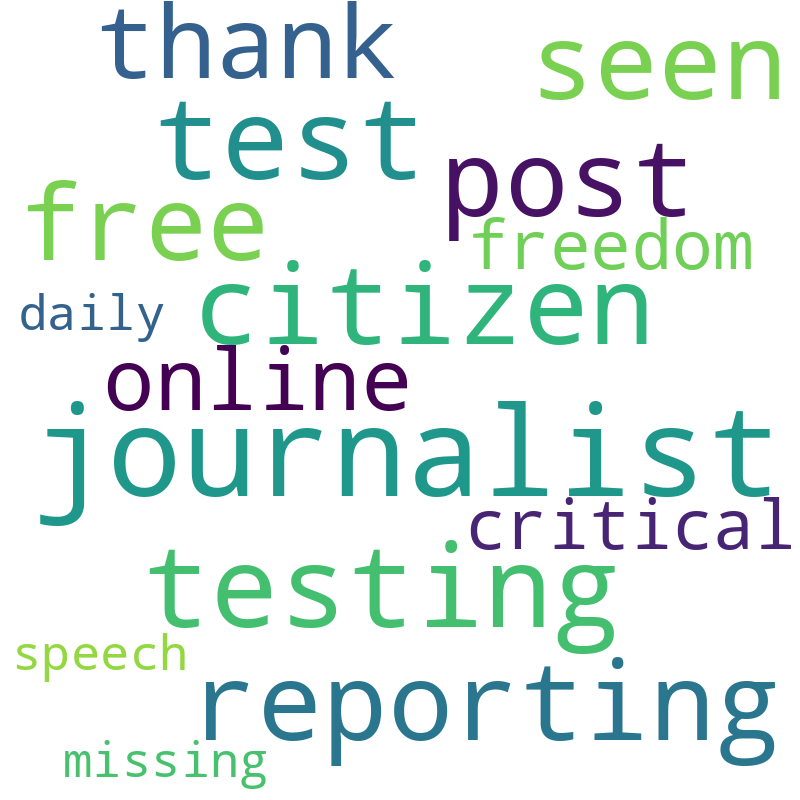 thank
seen
test
post
free
freedom
citizen
daily
online
journalist
critical
testing
speech
reporting
missing